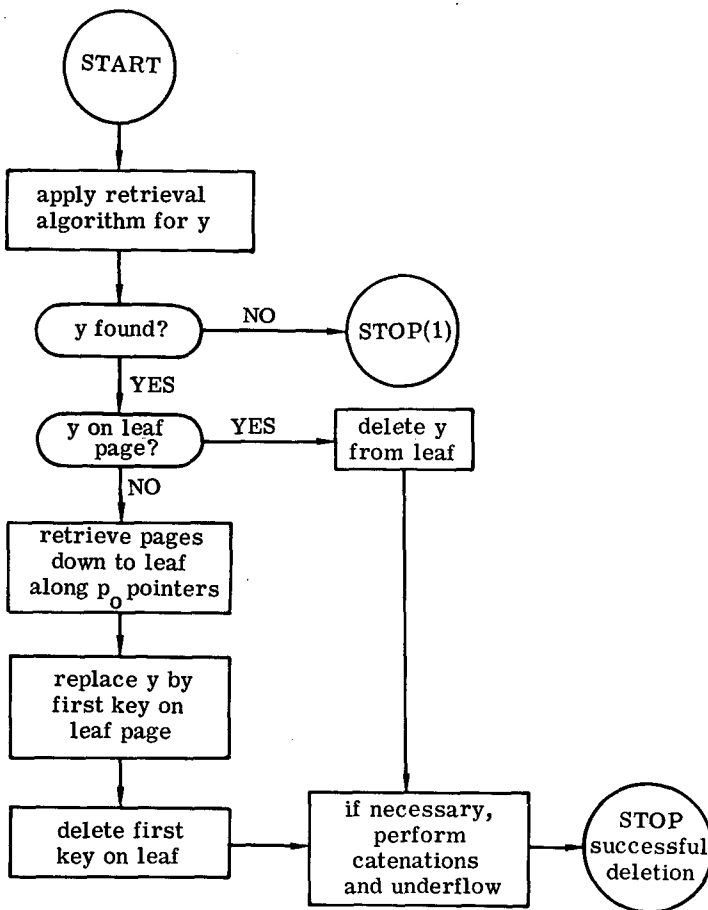 START
apply retrieval
algorithm for y
y found?
NO
STOP(1)
YES
y on leaf
page?
YES
delete y
from leaf
NO
retrieve pages
down to leaf
along p₀ pointers
replace y by
first key on
leaf page
delete first
key on leaf
if necessary,
perform
catenations
and underflow
STOP
successful
deletion